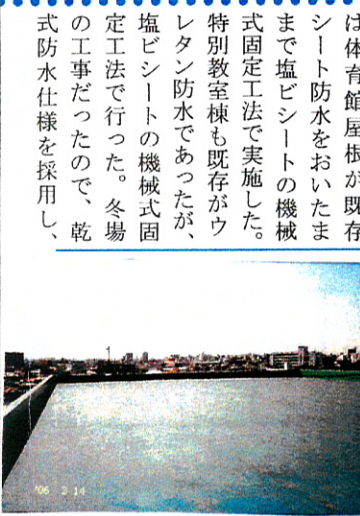 は体育館屋根が既存
シート防水をおいたま
まで塩ビシートの機械
式固定工法で実施した。
特別教室棟も既存がウ
レタン防水であったが、
塩ビシートの機械式固
定工法で行った。冬場
の工事だったので、乾
式防水仕様を採用し、
'06 2 14